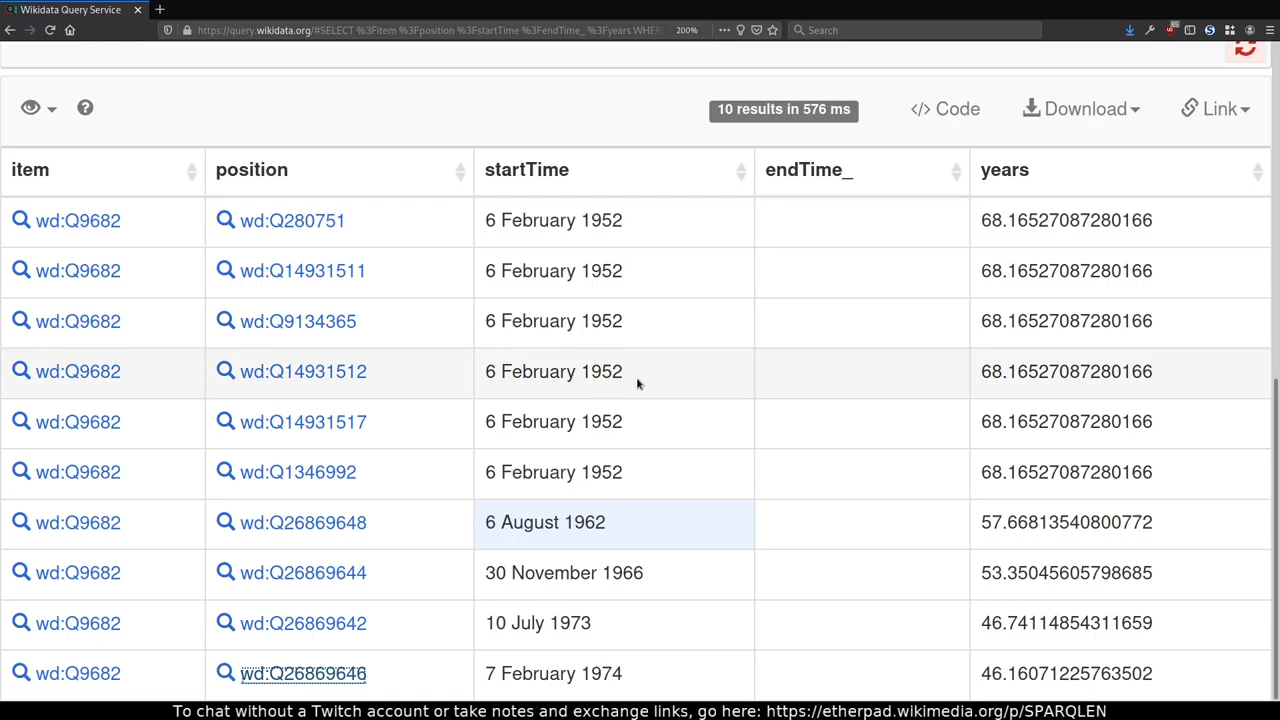 Wikidata Query Service × +
https://query.wikidata.org/#SELECT %3Fitem %3Fposition %3FstartTime %3FendTime_ %3Fyears WHER 200% Search
10 results in 576 ms </> Code Download Link
item position startTime endTime_ years
wd:Q9682 wd:Q280751 6 February 1952 68.16527087280166
wd:Q9682 wd:Q14931511 6 February 1952 68.16527087280166
wd:Q9682 wd:Q9134365 6 February 1952 68.16527087280166
wd:Q9682 wd:Q14931512 6 February 1952 68.16527087280166
wd:Q9682 wd:Q14931517 6 February 1952 68.16527087280166
wd:Q9682 wd:Q1346992 6 February 1952 68.16527087280166
wd:Q9682 wd:Q26869648 6 August 1962 57.66813540800772
wd:Q9682 wd:Q26869644 30 November 1966 53.35045605798685
wd:Q9682 wd:Q26869642 10 July 1973 46.74114854311659
wd:Q9682 wd:Q26869646 7 February 1974 46.16071225763502
To chat without a Twitch account or take notes and exchange links, go here: https://etherpad.wikimedia.org/p/SPARQLEN